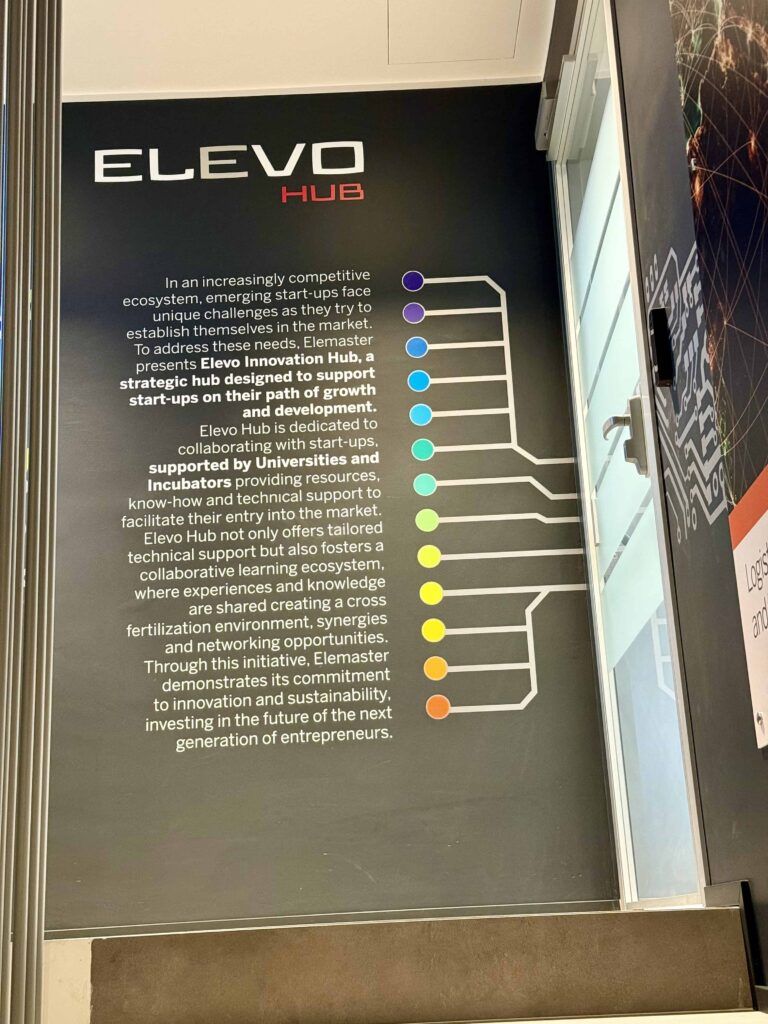 ELEVO
HUB
In an increasingly competitive
ecosystem, emerging start-ups face
unique challenges as they try to
establish themselves in the market.
To address these needs, Elemaster
presents Elevo Innovation Hub, a
strategic hub designed to support
start-ups on their path of growth
and development.
Elevo Hub is dedicated to
collaborating with start-ups,
supported by Universities and
Incubators providing resources,
know-how and technical support to
facilitate their entry into the market.
Elevo Hub not only offers tailored
technical support but also fosters a
collaborative learning ecosystem,
where experiences and knowledge
are shared creating a cross
fertilization environment, synergies
and networking opportunities.
Through this initiative, Elemaster
demonstrates its commitment
to innovation and sustainability,
investing in the future of the next
generation of entrepreneurs.
and